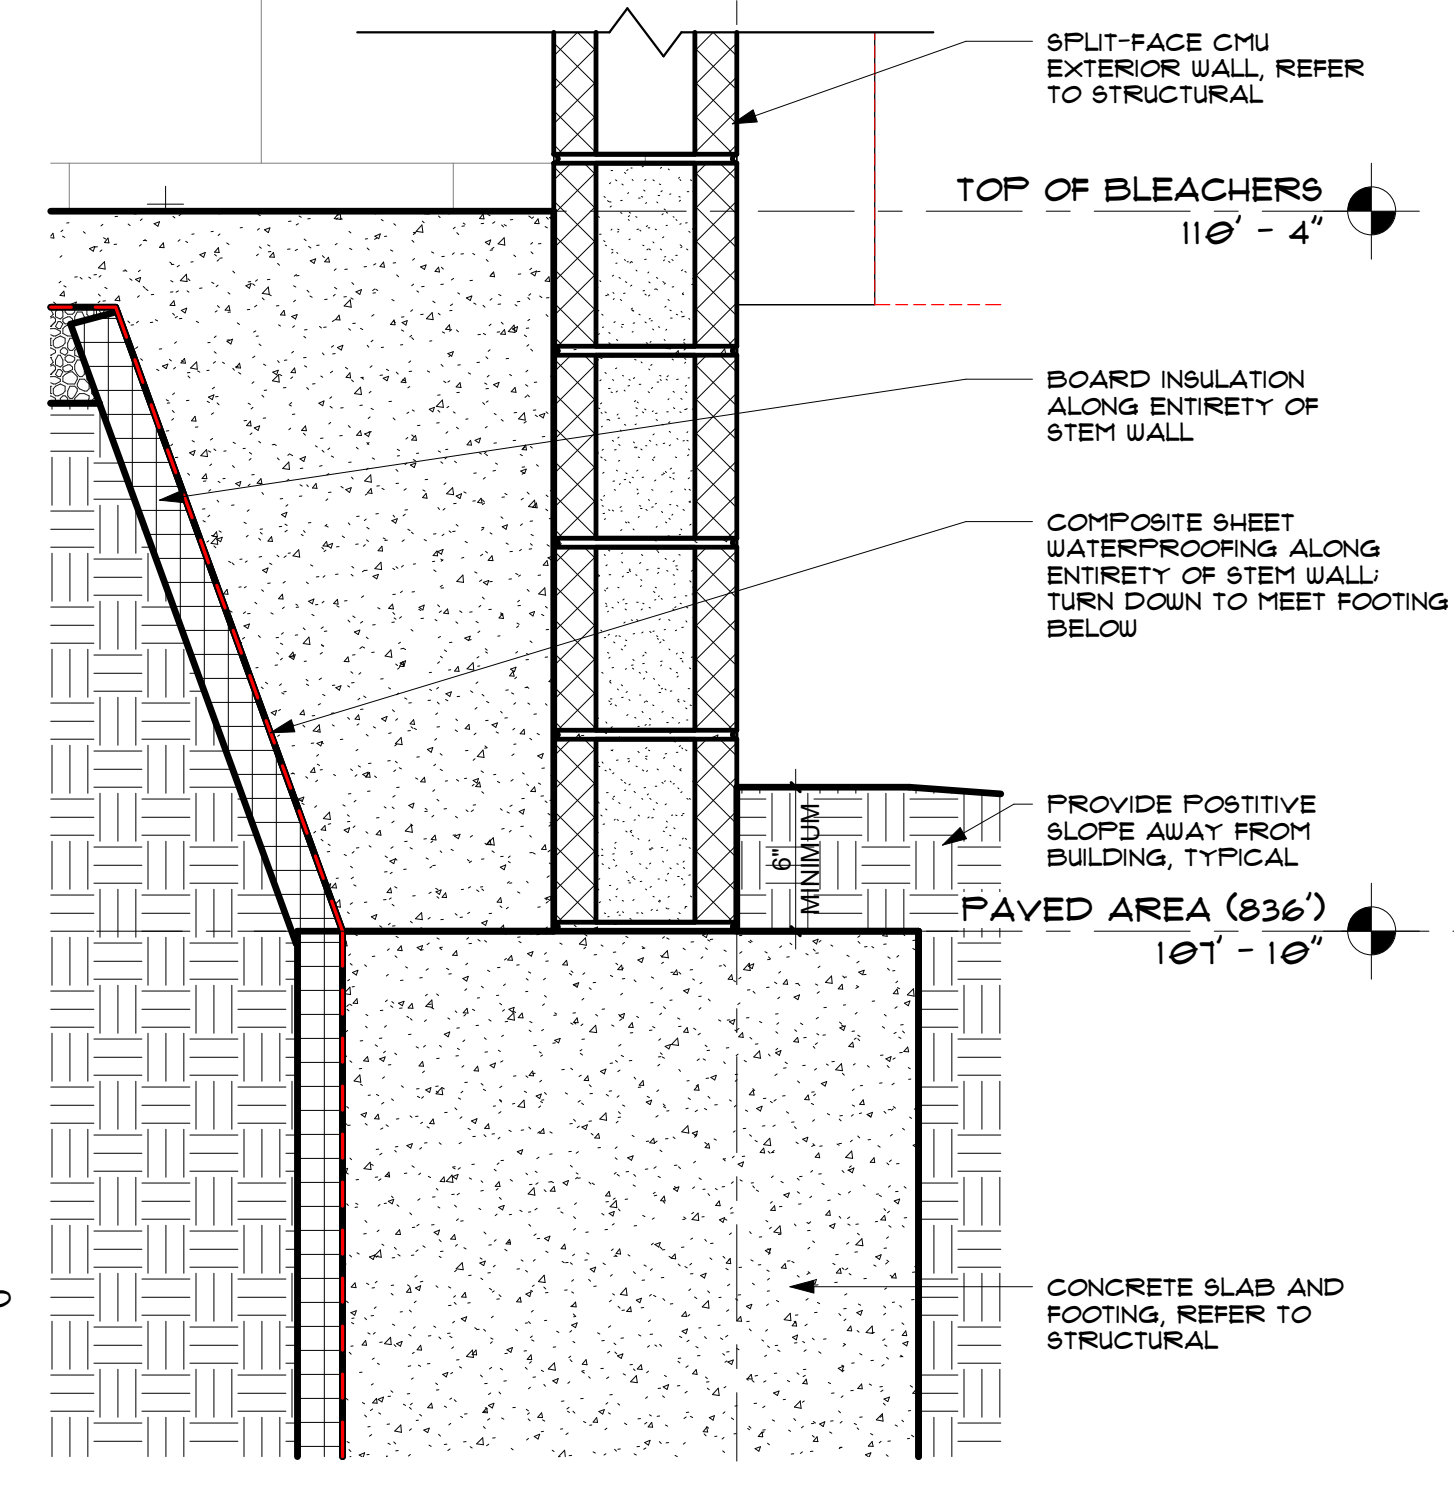 SPLIT-FACE CMU
EXTERIOR WALL, REFER
TO STRUCTURAL
TOP OF BLEACHERS
110' - 4"
BOARD INSULATION
ALONG ENTIRETY OF
STEM WALL
COMPOSITE SHEET
WATERPROOFING ALONG
ENTIRETY OF STEM WALL;
TURN DOWN TO MEET FOOTING
BELOW
6"
MINIMUM
PROVIDE POSTITIVE
SLOPE AWAY FROM
BUILDING, TYPICAL
PAVED AREA (836')
107' - 10"
CONCRETE SLAB AND
FOOTING, REFER TO
STRUCTURAL